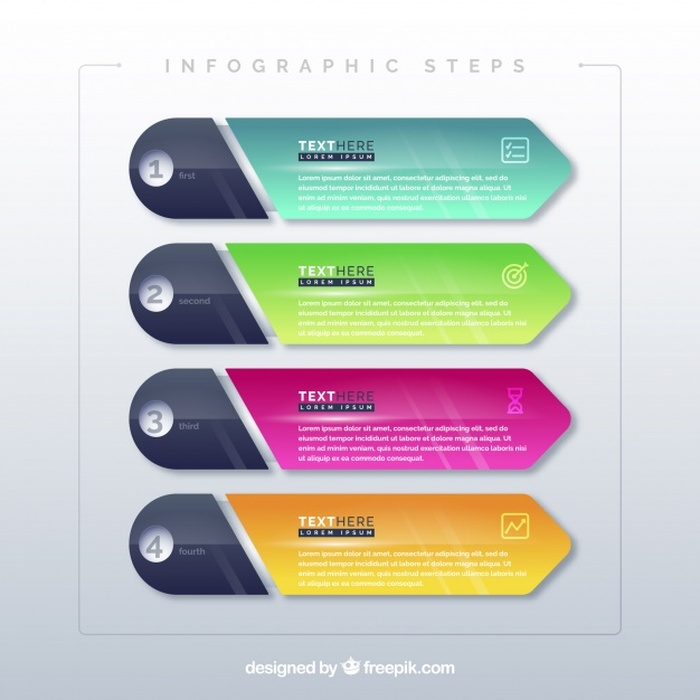 INFOGRAPHIC STEPS
1
first
TEXTHERE
LOREM IPSUM
Lorem ipsum dolor sit amet, consectetur adipiscing elit, sed do
eiusmod tempor incididunt ut labore et dolore magna aliqua. Ut
enim ad minim veniam, quis nostrud exercitation ullamco laboris nisi
ut aliquip ex ea commodo consequat.
2
second
TEXTHERE
LOREM IPSUM
Lorem ipsum dolor sit amet, consectetur adipiscing elit, sed do
eiusmod tempor incididunt ut labore et dolore magna aliqua. Ut
enim ad minim veniam, quis nostrud exercitation ullamco laboris nisi
ut aliquip ex ea commodo consequat.
3
third
TEXTHERE
LOREM IPSUM
Lorem ipsum dolor sit amet, consectetur adipiscing elit, sed do
eiusmod tempor incididunt ut labore et dolore magna aliqua. Ut
enim ad minim veniam, quis nostrud exercitation ullamco laboris nisi
ut aliquip ex ea commodo consequat.
4
fourth
TEXTHERE
LOREM IPSUM
Lorem ipsum dolor sit amet, consectetur adipiscing elit, sed do
eiusmod tempor incididunt ut labore et dolore magna aliqua. Ut
enim ad minim veniam, quis nostrud exercitation ullamco laboris nisi
ut aliquip ex ea commodo consequat.
designed by freepik.com